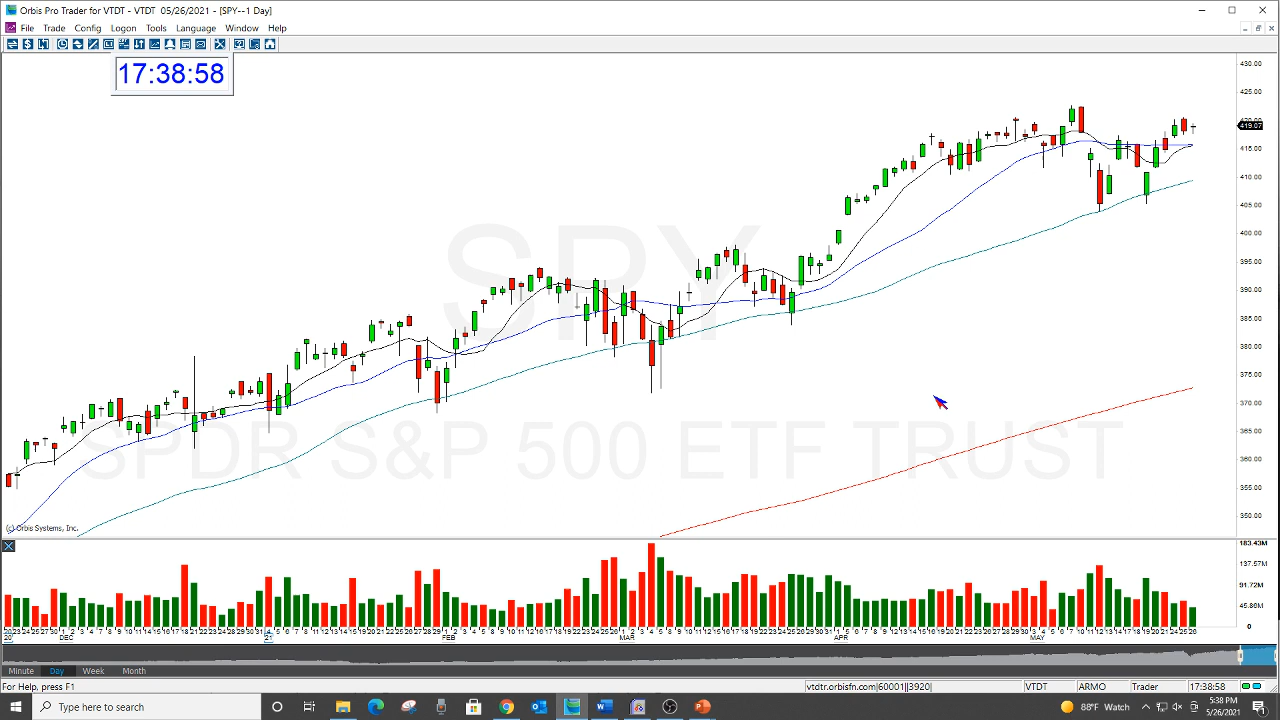 Orbis Pro Trader for VTDT - VTDT 05/26/2021 - [SPY--1 Day]
File Trade Config Logon Tools Language Window Help
17:38:58
430.00
425.00
420.00
419.07
415.00
410.00
405.00
400.00
395.00
390.00
385.00
380.00
375.00
370.00
365.00
360.00
355.00
350.00
SPY
SPDR S&P 500 ETF TRUST
(c) Orbis Systems, Inc.
183.43M
137.57M
91.72M
45.86M
0
DEC 21 FEB MAR APR MAY
Minute Day Week Month
For Help, press F1
vtdtr.orbisfn.com|60001||3920| VTDT ARMO Trader 17:38:58
Type here to search
88°F Watch
5:38 PM
5/26/2021